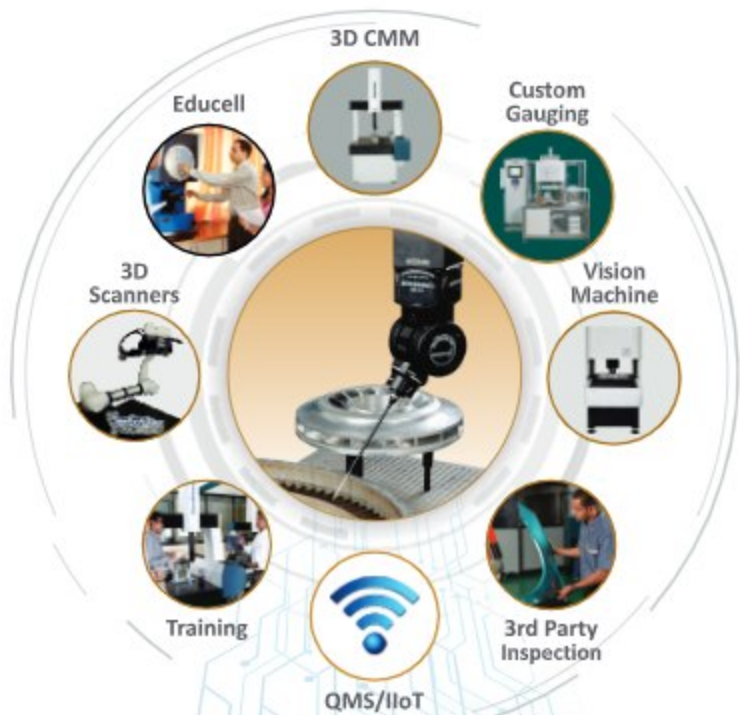 3D CMM
Custom
Gauging
Vision
Machine
3rd Party
Inspection
QMS/IIoT
Training
3D
Scanners
Educell